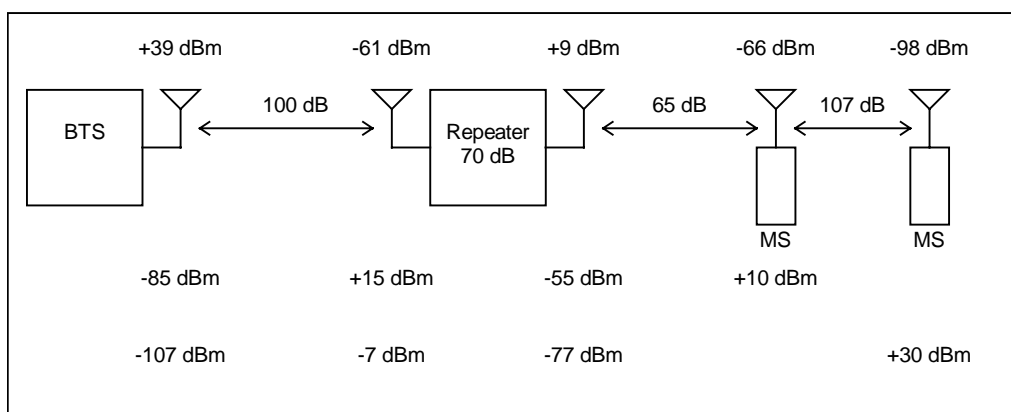 +39 dBm -61 dBm +9 dBm -66 dBm -98 dBm
100 dB 65 dB 107 dB
BTS Repeater
70 dB
MS MS
-85 dBm +15 dBm -55 dBm +10 dBm
-107 dBm -7 dBm -77 dBm +30 dBm